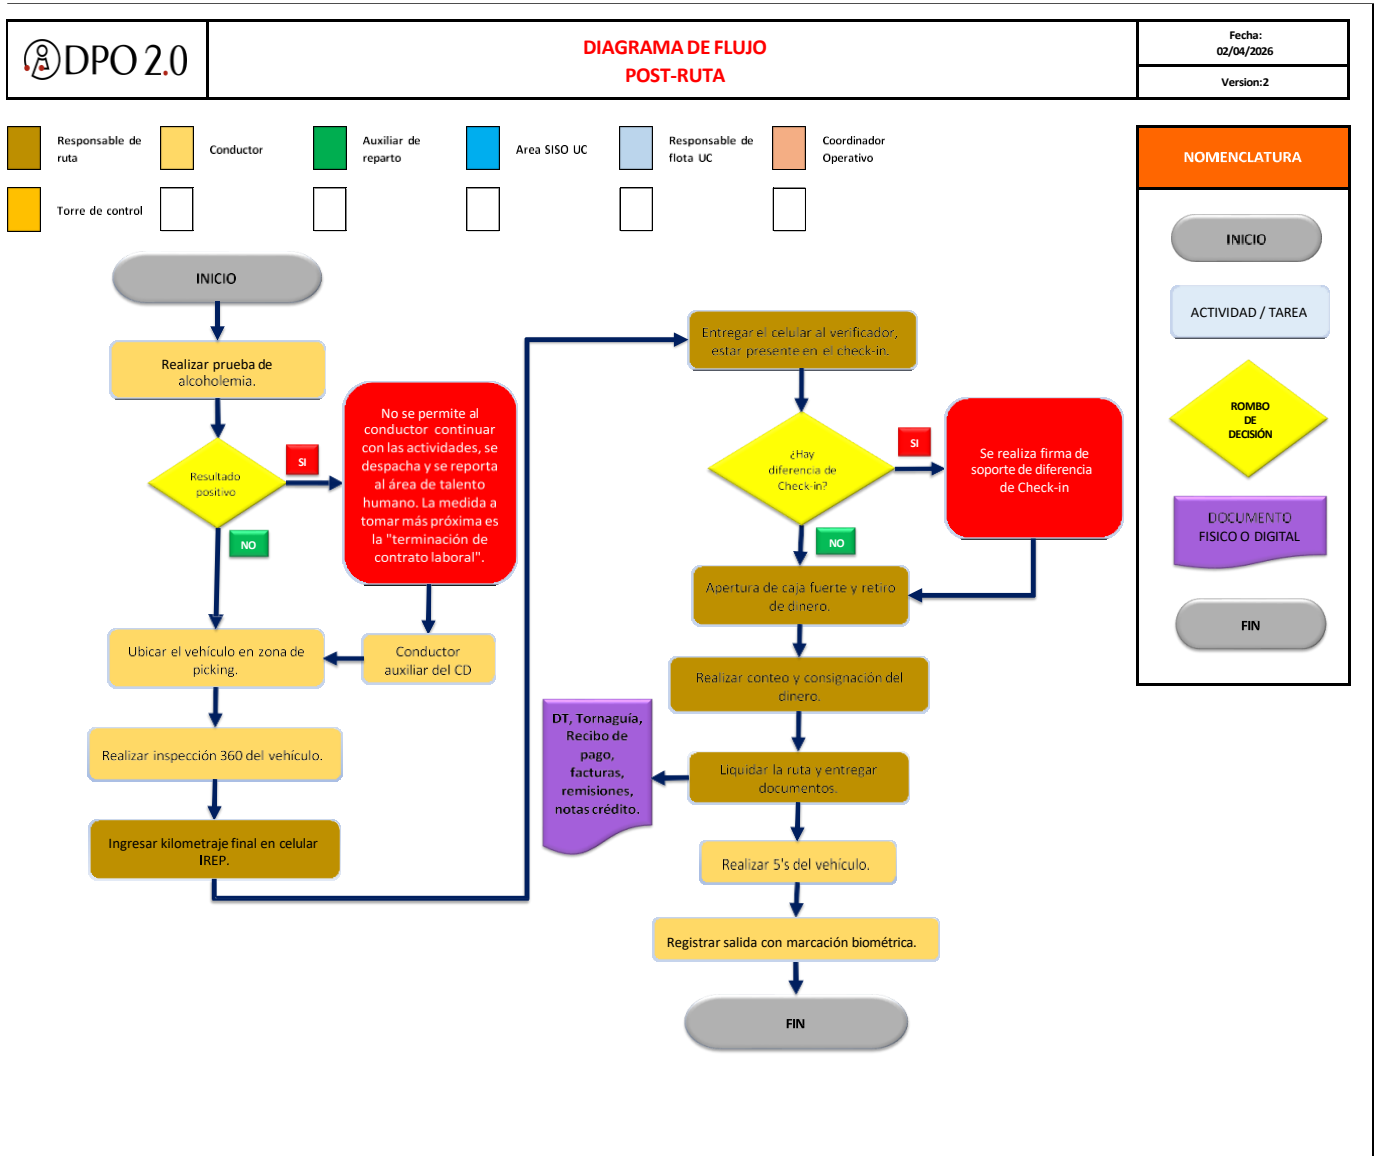 DPO 2.0
DIAGRAMA DE FLUJO
POST-RUTA
Fecha:
02/04/2026
Version:2
Responsable de
ruta
Conductor
Auxiliar de
reparto
Area SISO UC
Responsable de
flota UC
Coordinador
Operativo
Torre de control
NOMENCLATURA
INICIO
ACTIVIDAD / TAREA
ROMBO
DE
DECISIÓN
DOCUMENTO
FISICO O DIGITAL
FIN
INICIO
Realizar prueba de
alcoholemia.
Resultado
positivo
SI
NO
No se permite al
conductor continuar
con las actividades, se
despacha y se reporta
al área de talento
humano. La medida a
tomar más próxima es
la "terminación de
contrato laboral".
Conductor
auxiliar del CD
Ubicar el vehículo en zona de
picking.
Realizar inspección 360 del vehículo.
Ingresar kilometraje final en celular
IREP.
Entregar el celular al verificador,
estar presente en el check-in.
¿Hay
diferencia de
Check-in?
SI
NO
Se realiza firma de
soporte de diferencia
de Check-in
Apertura de caja fuerte y retiro
de dinero.
Realizar conteo y consignación del
dinero.
Liquidar la ruta y entregar
documentos.
DT, Tornaguía,
Recibo de
pago,
facturas,
remisiones,
notas crédito.
Realizar 5's del vehículo.
Registrar salida con marcación biométrica.
FIN